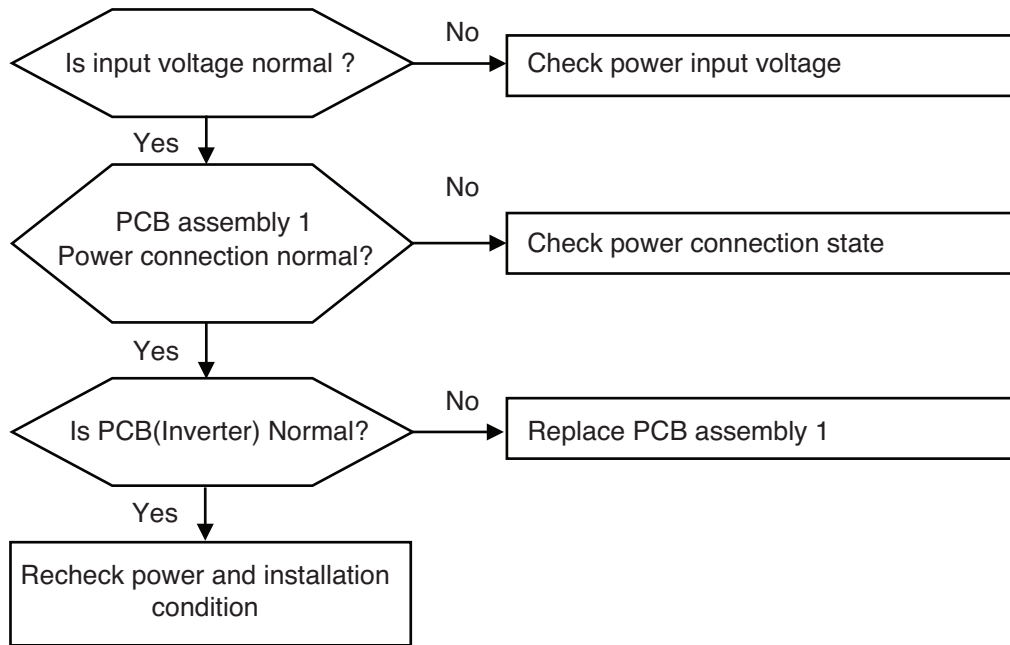 No
Is input voltage normal ?
Check power input voltage
Yes
No
PCB assembly 1
Power connection normal?
Check power connection state
Yes
No
Is PCB(Inverter) Normal?
Replace PCB assembly 1
Yes
Recheck power and installation
condition